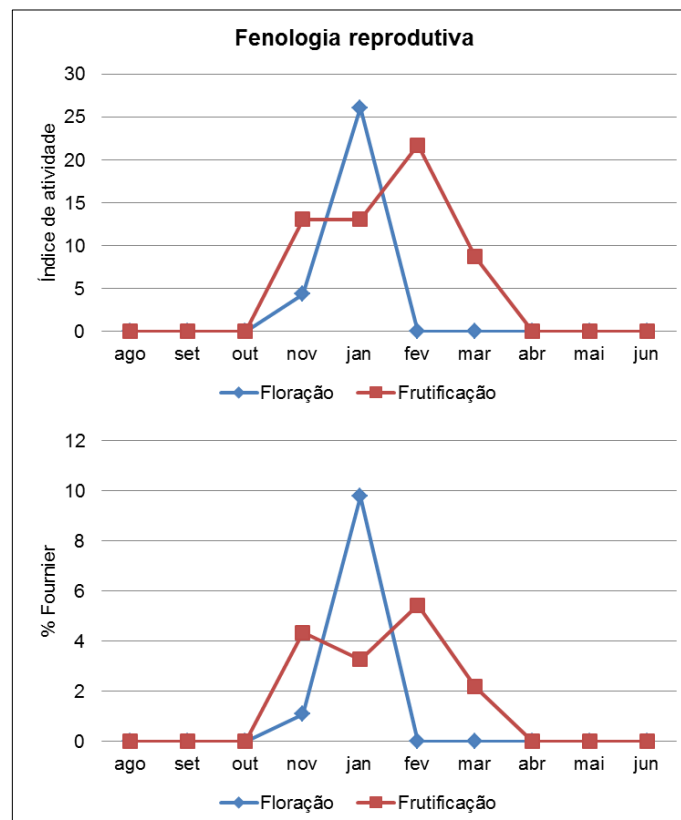 Fenologia reprodutiva
30
25
20
15
10
5
0
Índice de atividade
ago set out nov jan fev mar abr mai jun
Floração Frutificação
12
10
8
6
4
2
0
% Fournier
ago set out nov jan fev mar abr mai jun
Floração Frutificação